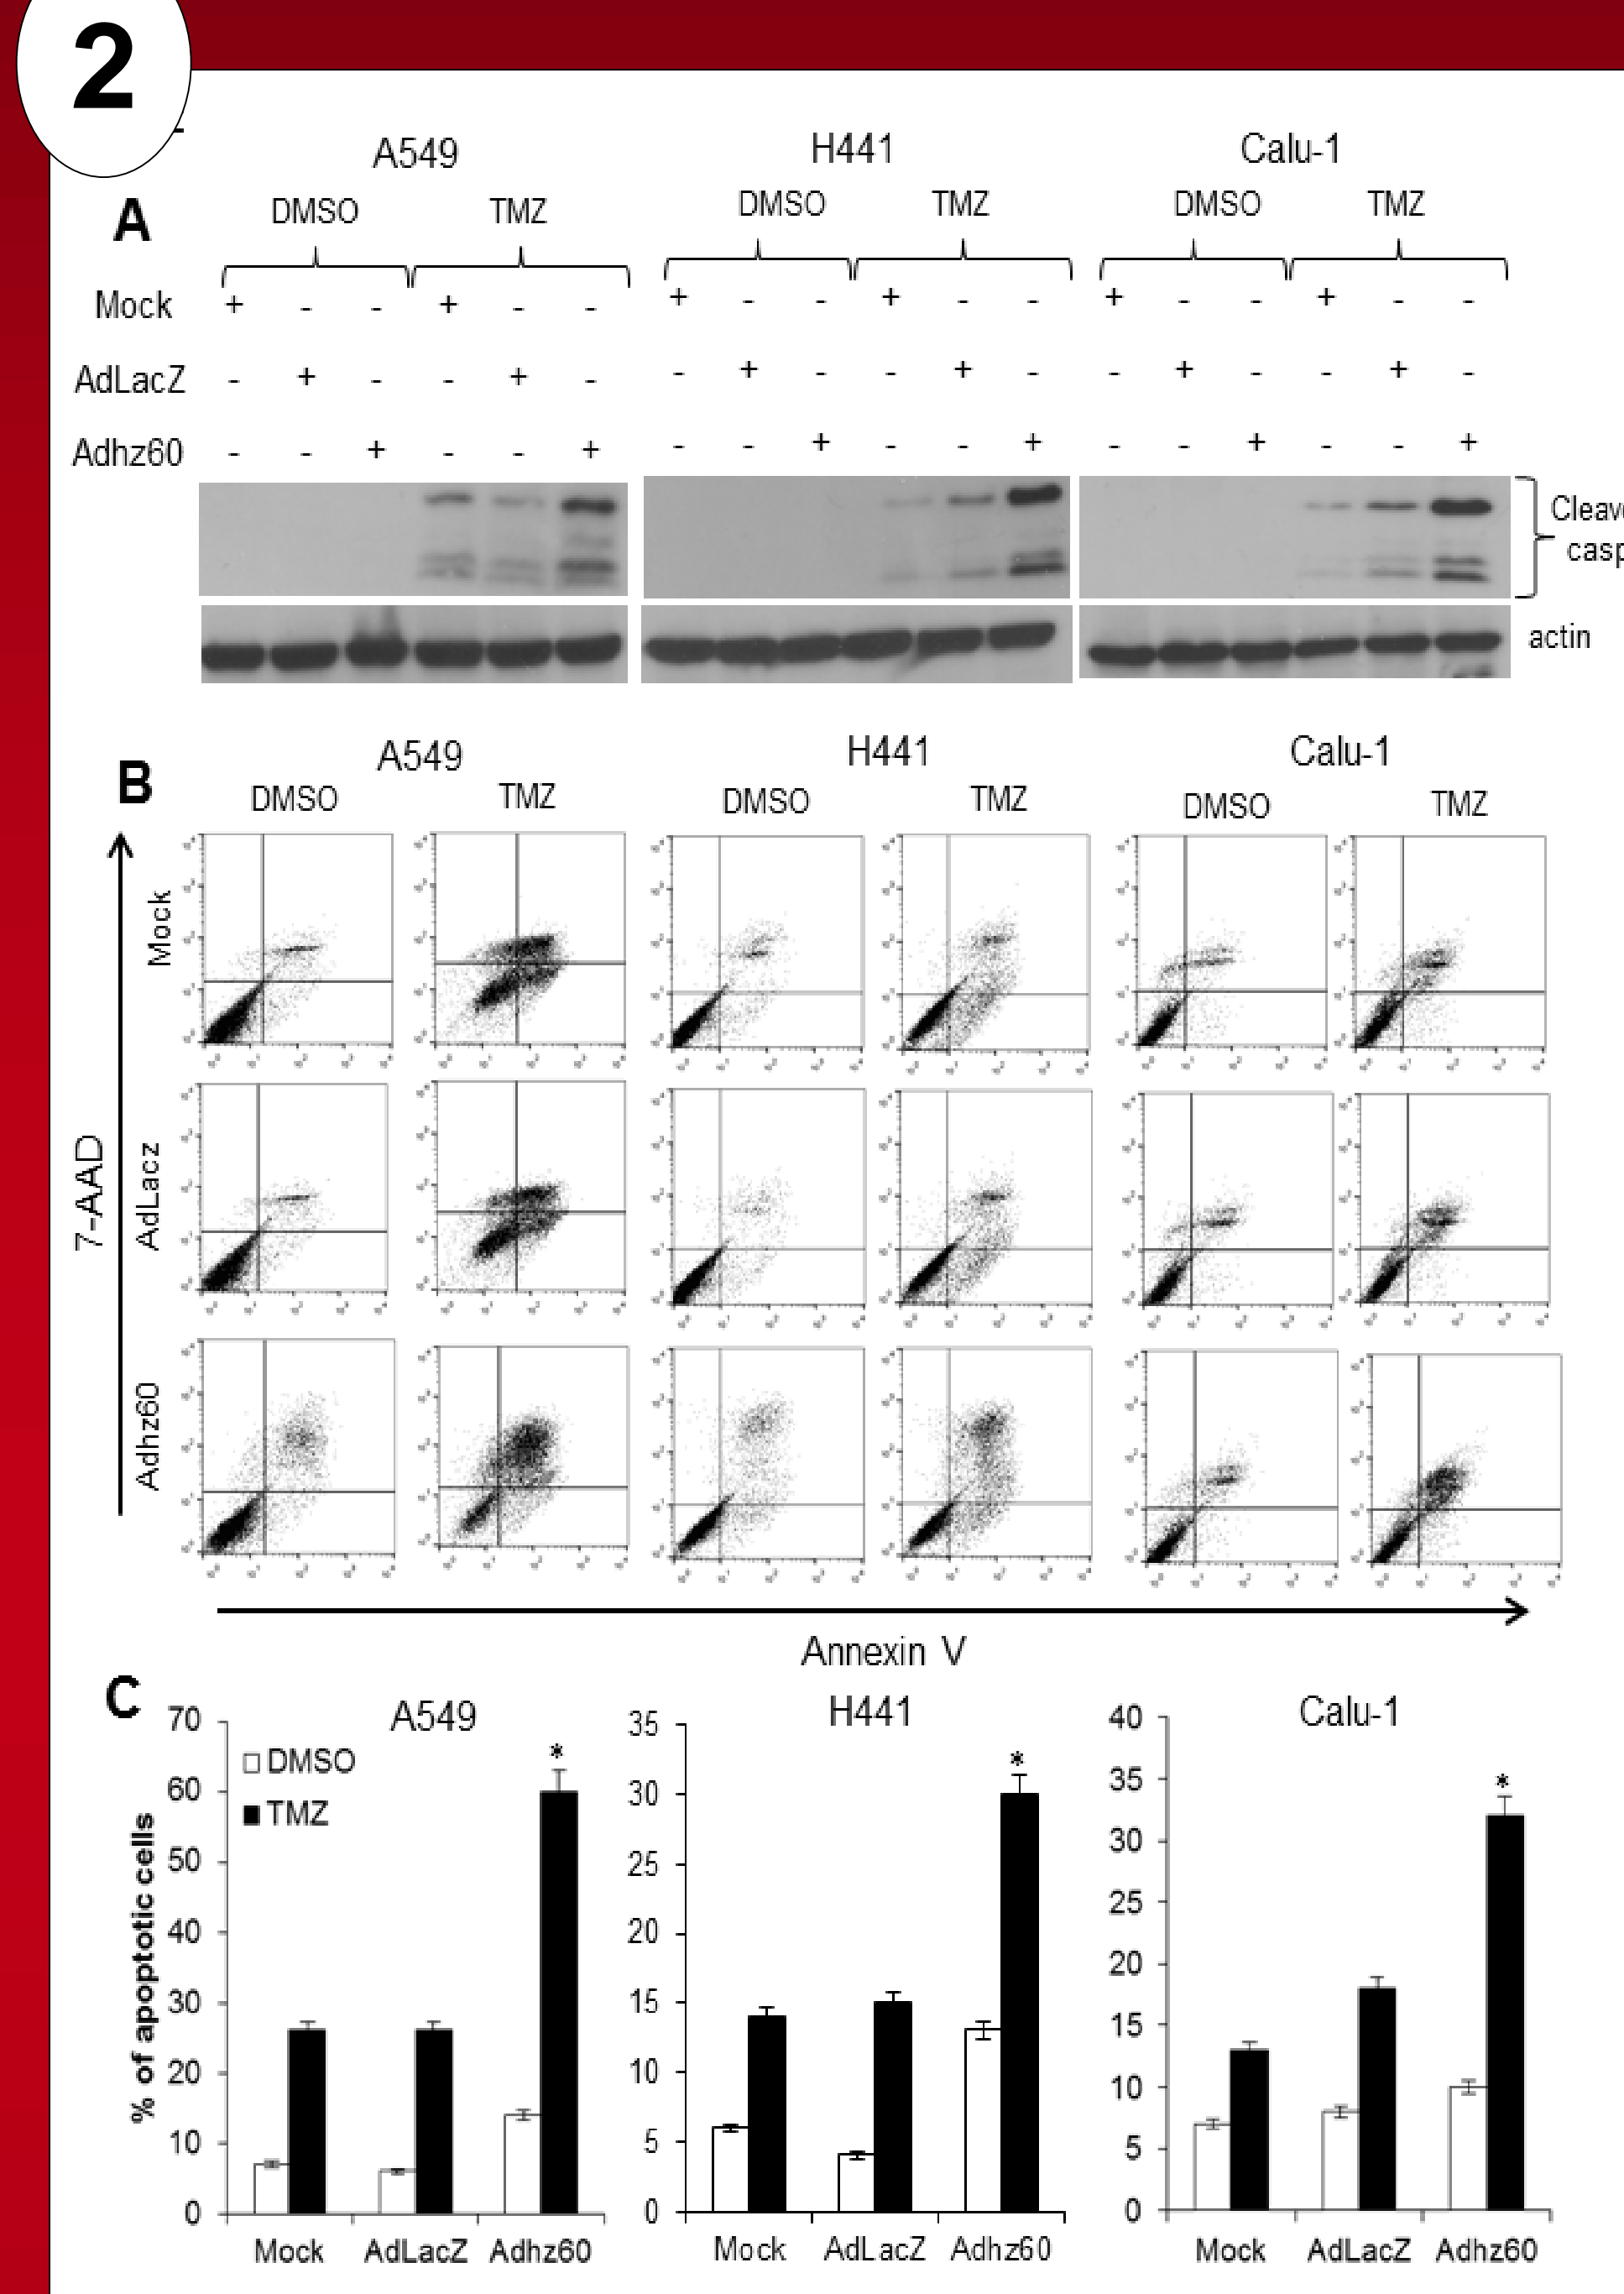 2
A549 H441 Calu-1
A
DMSO TMZ DMSO TMZ DMSO TMZ
Mock + - - + - - + - - + - - + - - + - -
AdLacZ - + - - + - - + - - + - - + - - + -
Adhz60 - - + - - + - - + - - + - - + - - +
Cleav
casp
actin
B
A549 H441 Calu-1
DMSO TMZ DMSO TMZ DMSO TMZ
Mock
AdLacz
Adhz60
7-AAD
Annexin V
C
A549 H441 Calu-1
% of apoptotic cells
70
60
50
40
30
20
10
0
DMSO
TMZ
*
Mock AdLacZ Adhz60
35
30
25
20
15
10
5
0
*
Mock AdLacZ Adhz60
40
35
30
25
20
15
10
5
0
*
Mock AdLacZ Adhz60